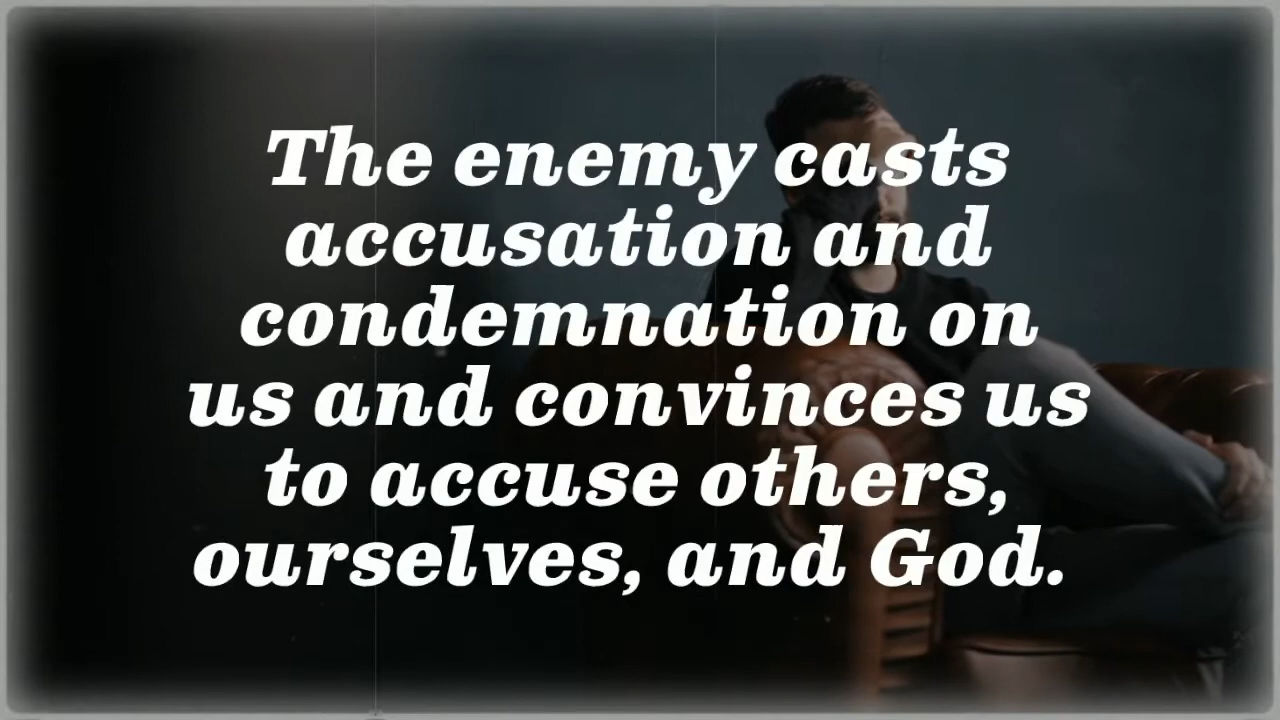 The enemy casts
accusation and
condemnation on
us and convinces us
to accuse others,
ourselves, and God.